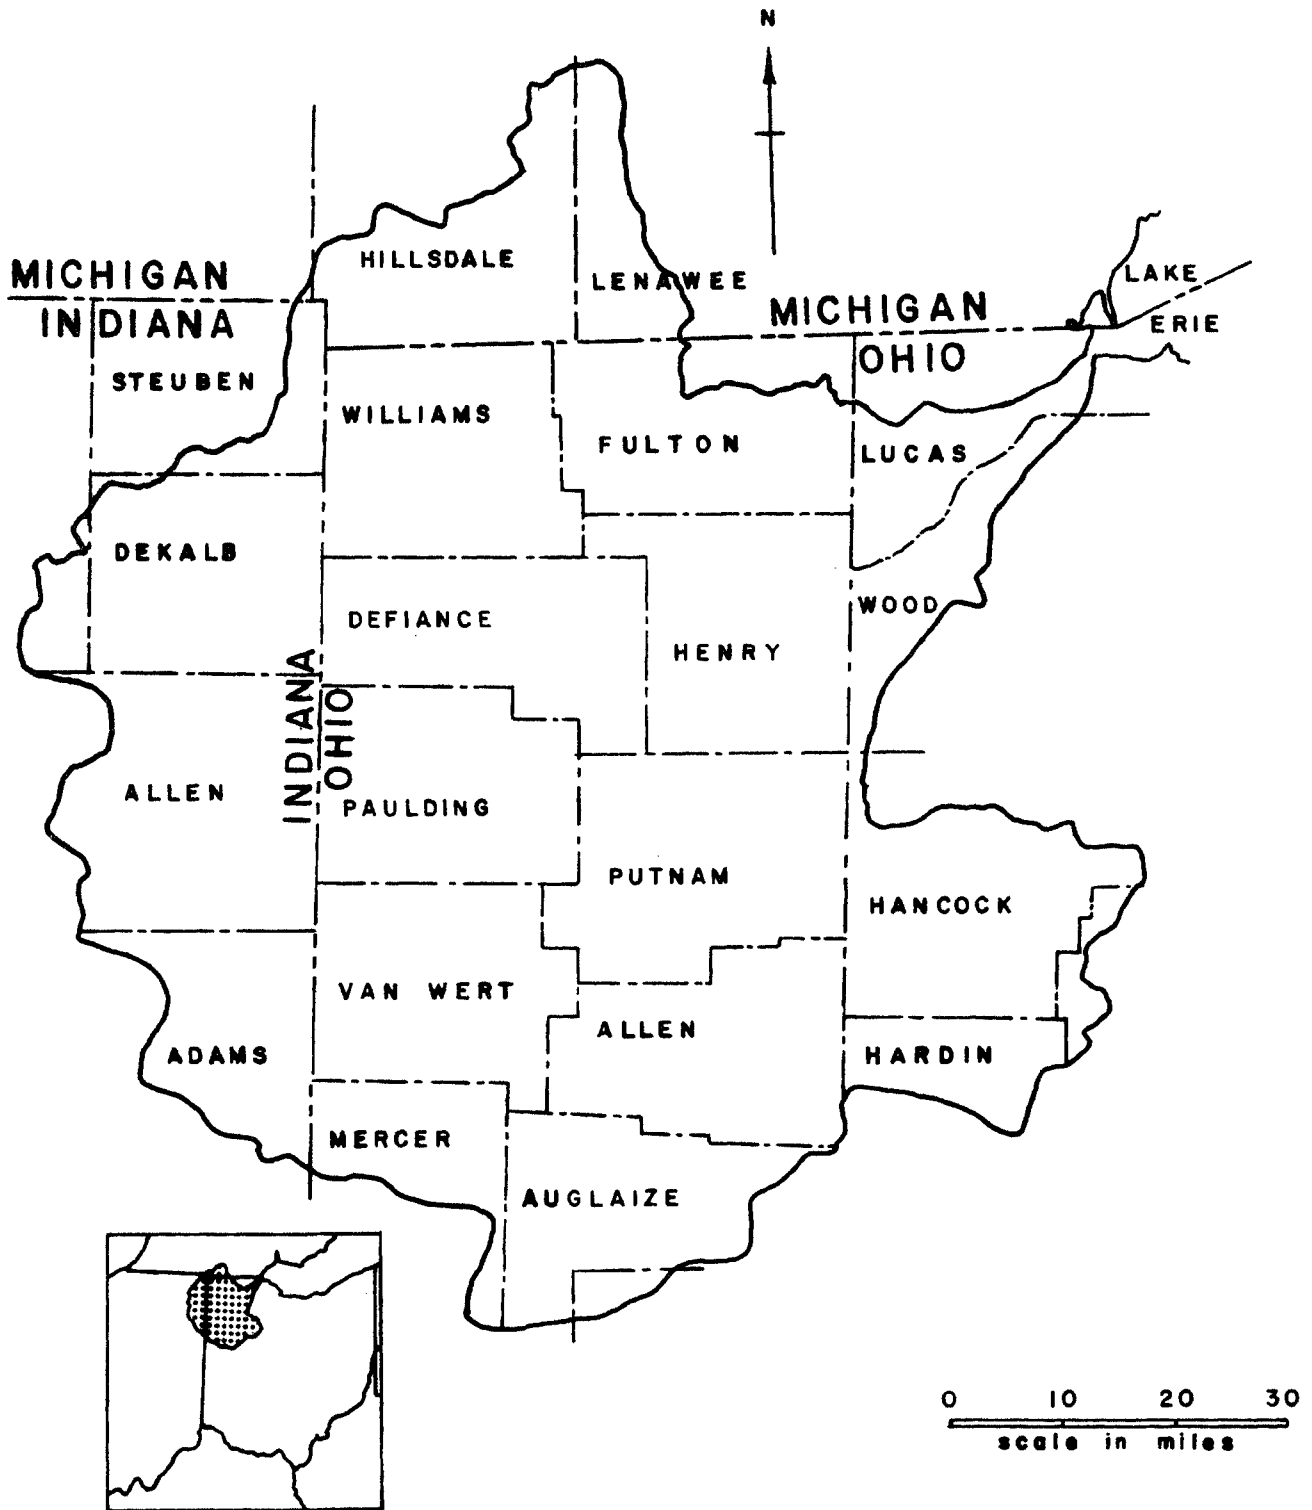 N
HILLSDALE
LENAWEE
LAKE
ERIE
MICHIGAN
INDIANA
MICHIGAN
OHIO
STEUBEN
WILLIAMS
FULTON
LUCAS
DEKALB
DEFIANCE
HENRY
WOOD
INDIANA
OHIO
ALLEN
PAULDING
PUTNAM
HANCOCK
VAN WERT
ALLEN
ADAMS
HARDIN
MERCER
AUGLAIZE
0 10 20 30
scale in miles